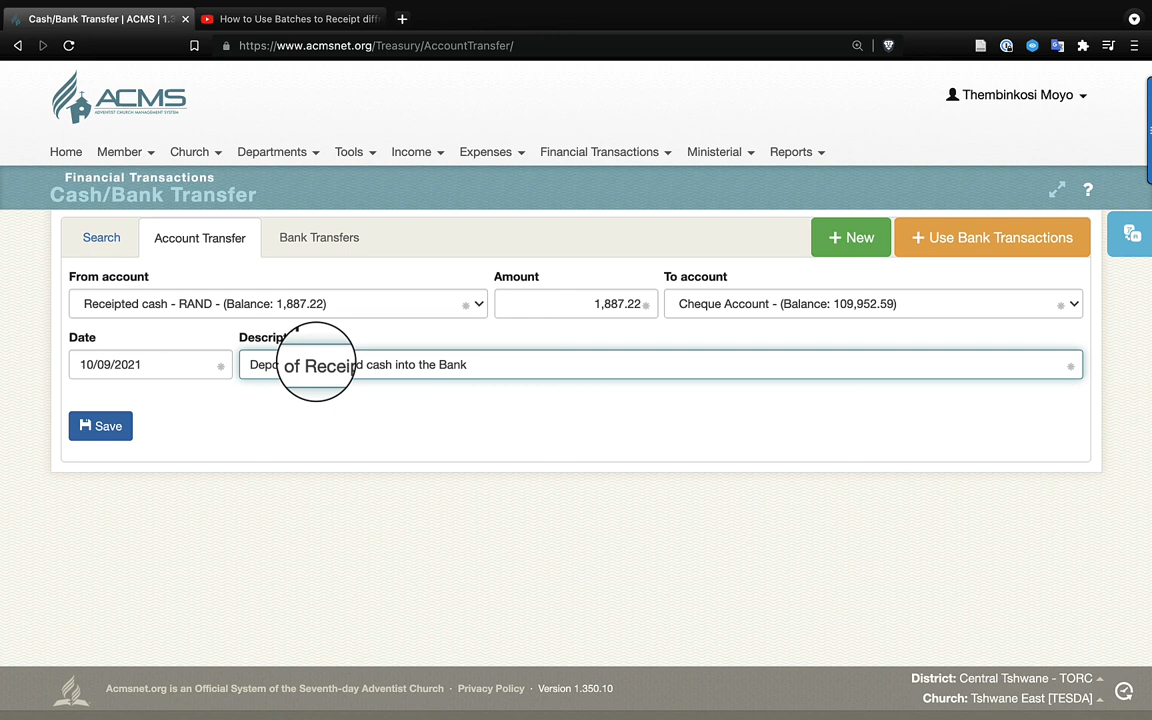 Cash/Bank Transfer | ACMS | 1.3
How to Use Batches to Receipt diff
https://www.acmsnet.org/Treasury/AccountTransfer/
ACMS
ADVENTIST CHURCH MANAGEMENT SYSTEM
Thembinkosi Moyo
Home Member Church Departments Tools Income Expenses Financial Transactions Ministerial Reports
Financial Transactions
Cash/Bank Transfer
?
Search Account Transfer Bank Transfers + New + Use Bank Transactions
From account Amount To account
Receipted cash - RAND - (Balance: 1,887.22) 1,887.22 Cheque Account - (Balance: 109,952.59)
Date Descript
10/09/2021 Depo of Receip d cash into the Bank
Save
Acmsnet.org is an Official System of the Seventh-day Adventist Church · Privacy Policy · Version 1.350.10
District: Central Tshwane - TORC
Church: Tshwane East [TESDA]